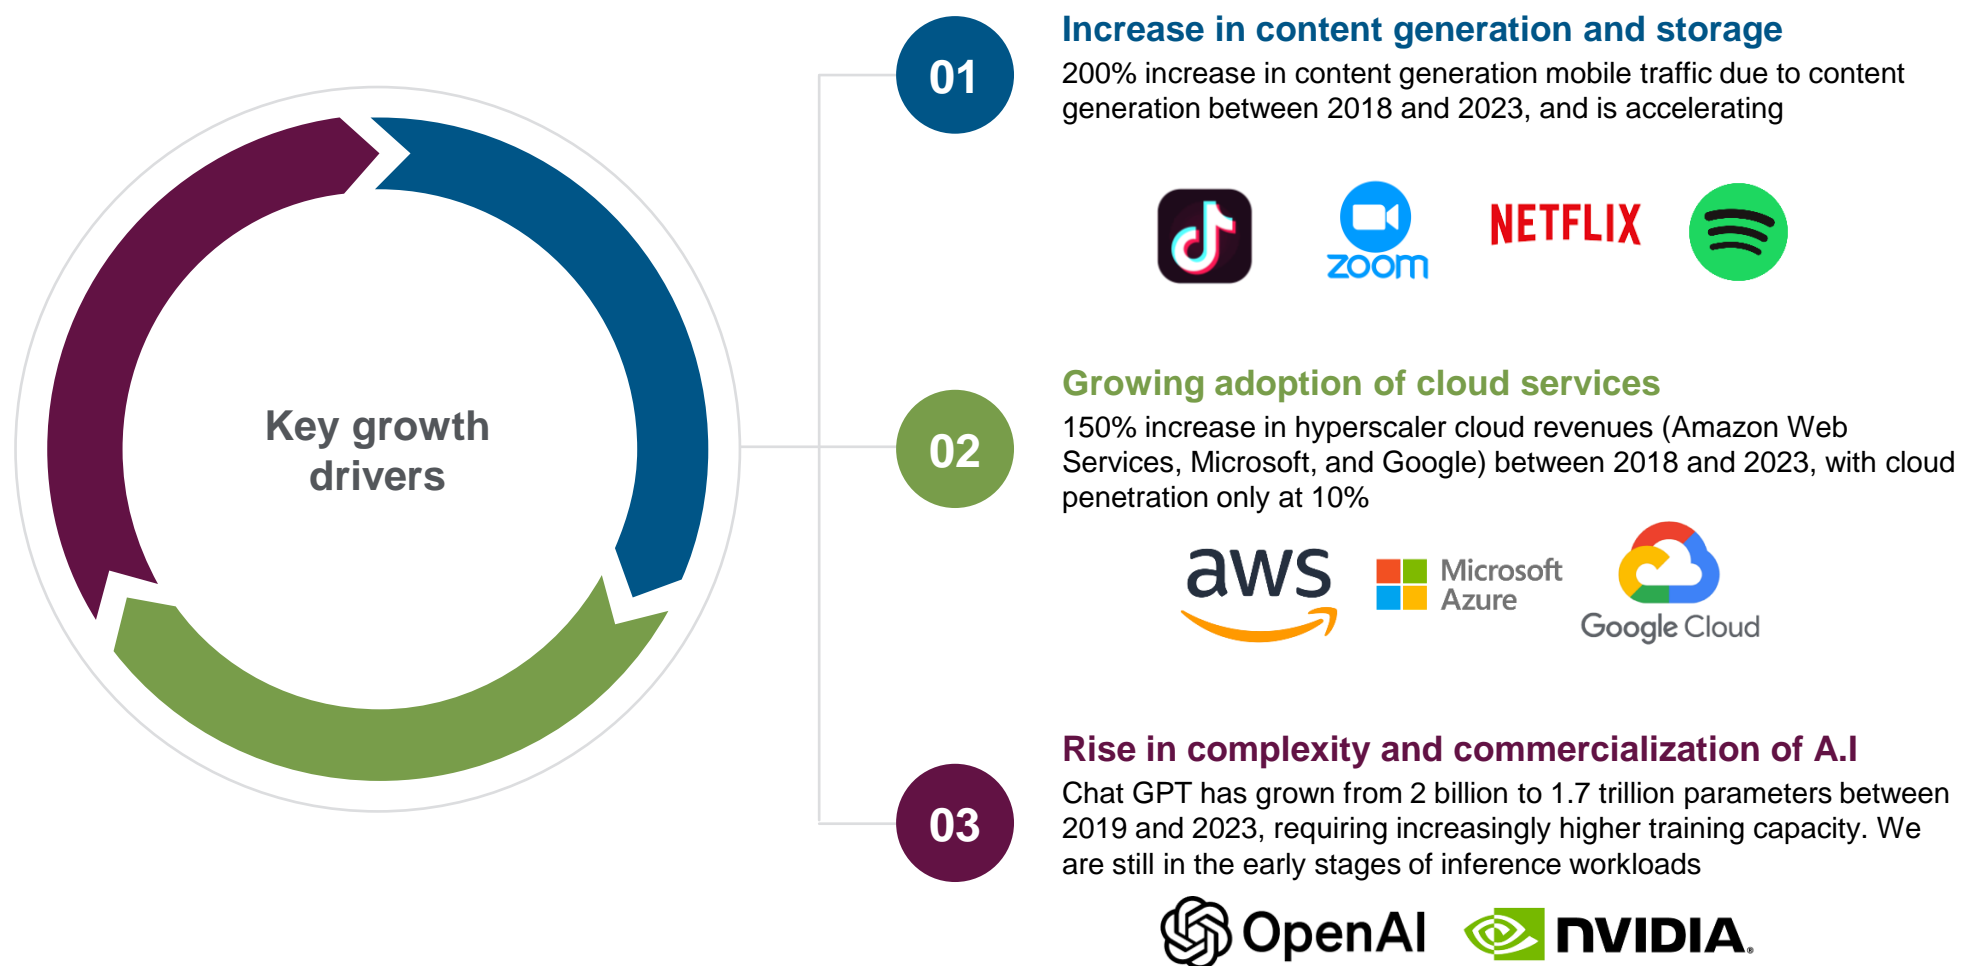 Key growth
drivers
01
Increase in content generation and storage
200% increase in content generation mobile traffic due to content
generation between 2018 and 2023, and is accelerating
zoom
NETFLIX
02
Growing adoption of cloud services
150% increase in hyperscaler cloud revenues (Amazon Web
Services, Microsoft, and Google) between 2018 and 2023, with cloud
penetration only at 10%
aws
Microsoft
Azure
Google Cloud
03
Rise in complexity and commercialization of A.I
Chat GPT has grown from 2 billion to 1.7 trillion parameters between
2019 and 2023, requiring increasingly higher training capacity. We
are still in the early stages of inference workloads
OpenAI
NVIDIA.